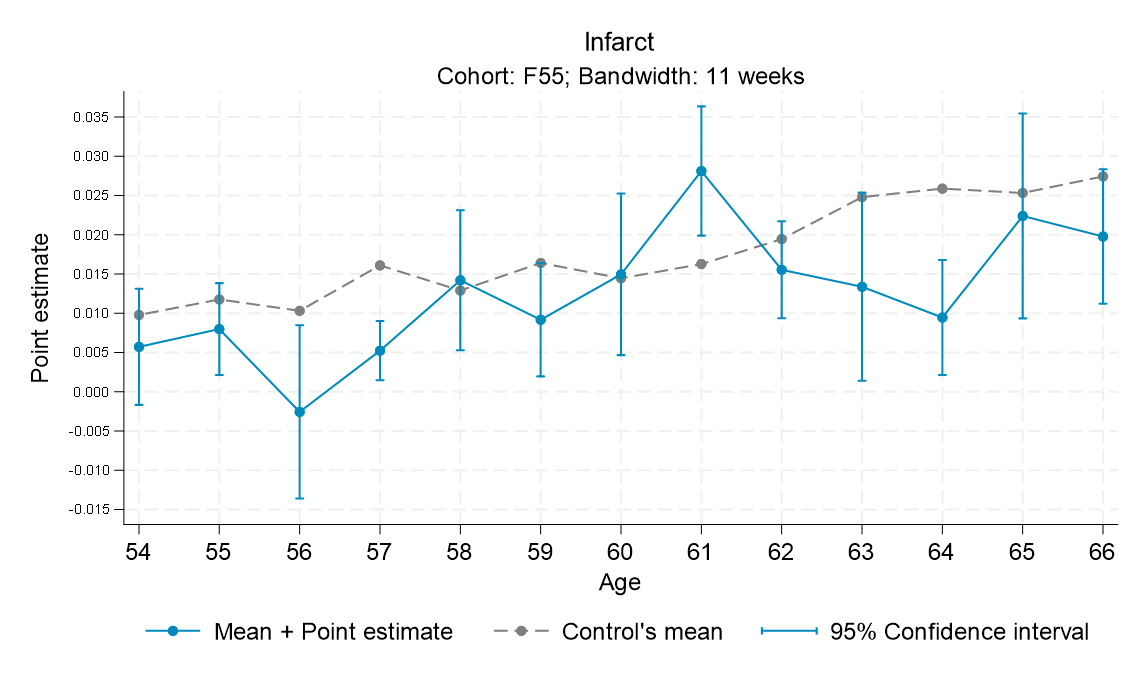 Infarct
Cohort: F55; Bandwidth: 11 weeks
Point estimate
0.035
0.030
0.025
0.020
0.015
0.010
0.005
0.000
-0.005
-0.010
-0.015
54 55 56 57 58 59 60 61 62 63 64 65 66
Age
Mean + Point estimate Control's mean 95% Confidence interval